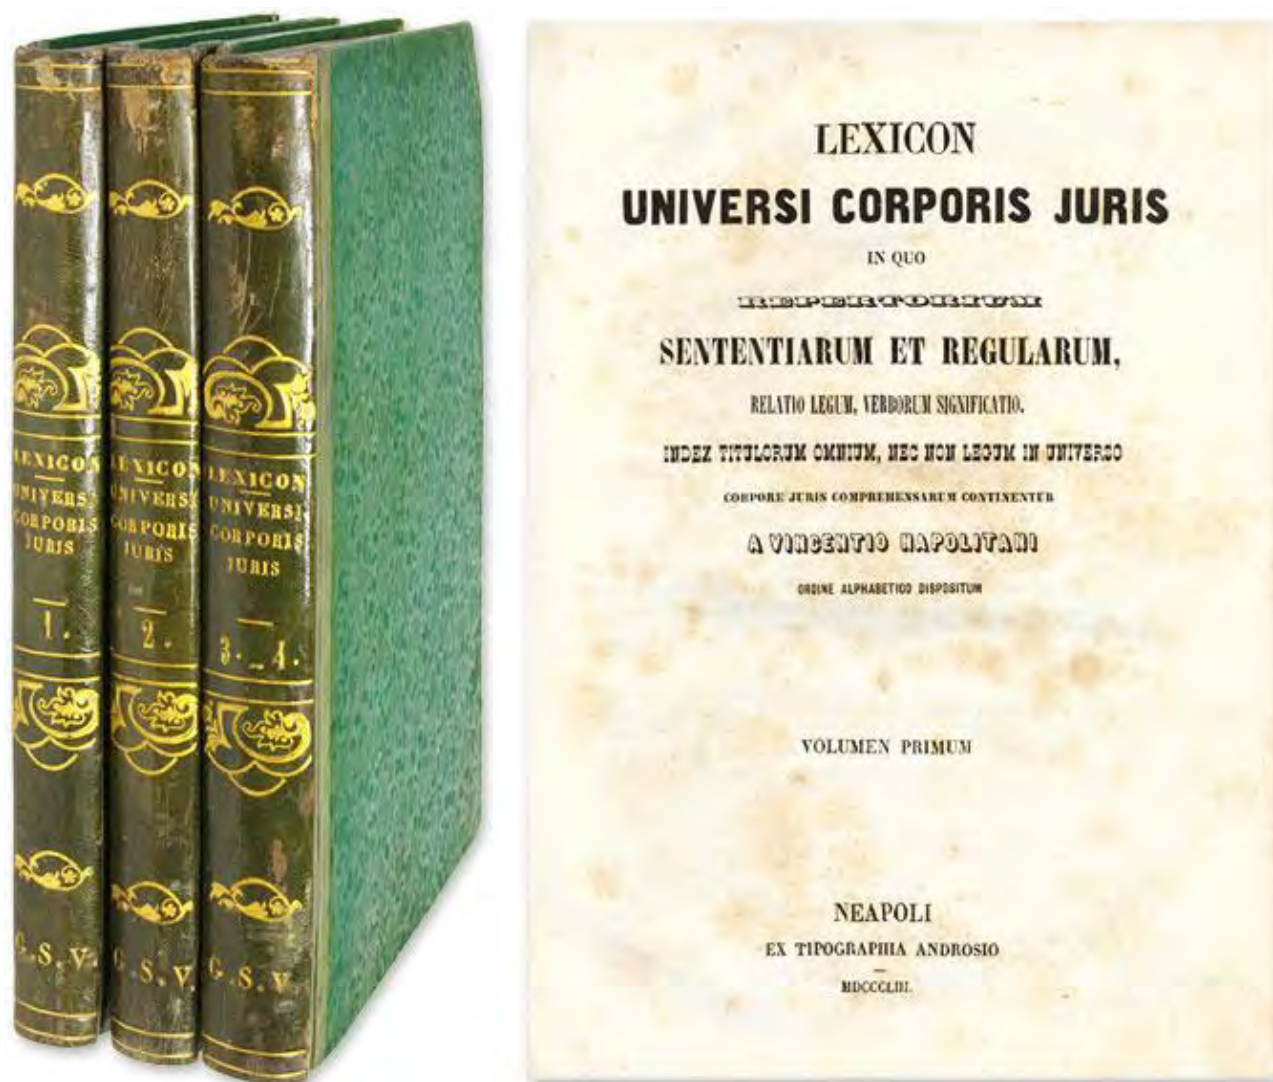 LEXICON
UNIVERSI
CORPORIS
JURIS
1.
G.S.V.
LEXICON
UNIVERSI
CORPORIS
JURIS
2.
G.S.V.
LEXICON
UNIVERSI
CORPORIS
JURIS
3._4.
G.S.V.
LEXICON
UNIVERSI CORPORIS JURIS
IN QUO
REPERTORIUM
SENTENTIARUM ET REGULARUM,
RELATIO LEGUM, VERBORUM SIGNIFICATIO.
INDEX TITULORUM OMNIUM, NEC NON LEGUM IN UNIVERSO
CORPORE JURIS COMPREHENSARUM CONTINENTUR
A VINCENTIO NAPOLITANI
ORDINE ALPHABETICO DISPOSITUM
VOLUMEN PRIMUM
NEAPOLI
EX TIPOGRAPHIA ANDROSIO
MDCCCLIII.